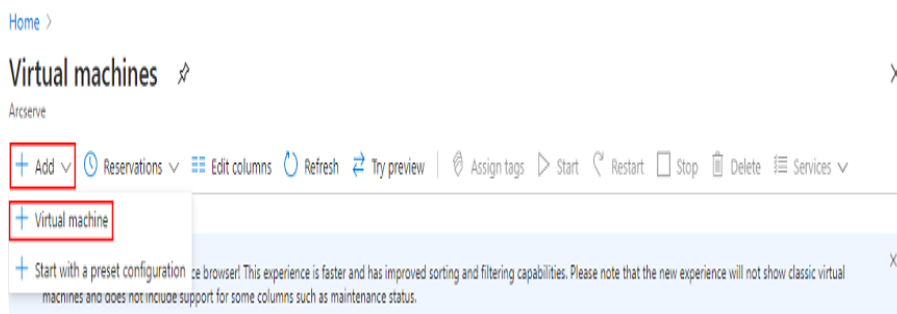 Home >
Virtual machines
Arcserve
+ Add Reservations Edit columns Refresh Try preview Assign tags Start Restart Stop Delete Services
+ Virtual machine
+ Start with a preset configuration
ce browser! This experience is faster and has improved sorting and filtering capabilities. Please note that the new experience will not show classic virtual
machines and does not include support for some columns such as maintenance status.